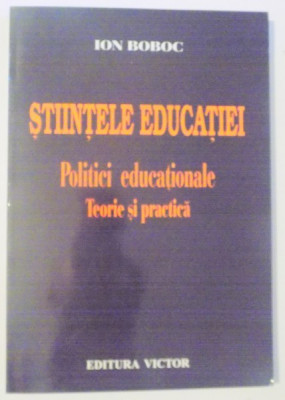 ION BOBOC
ŞTIINŢELE EDUCAŢIEI
Politici educaţionale
Teorie şi practică
EDITURA VICTOR